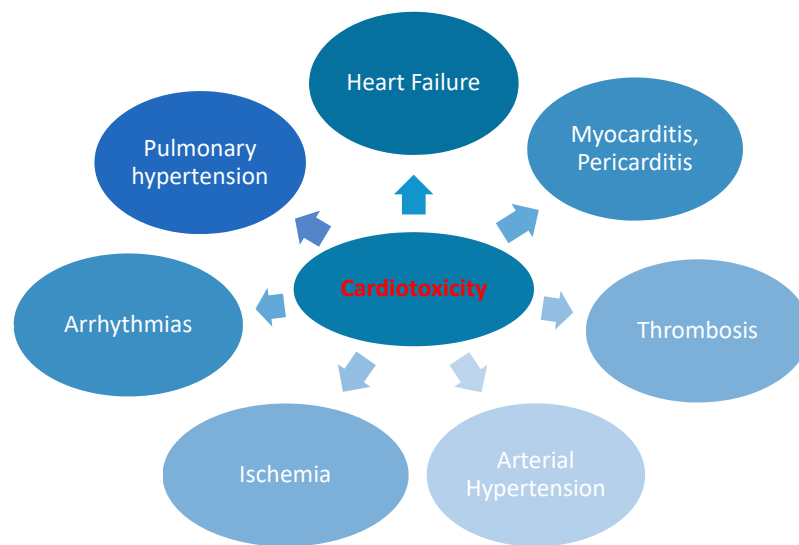 Heart Failure
Myocarditis,
Pericarditis
Pulmonary
hypertension
Cardiotoxicity
Arrhythmias
Thrombosis
Ischemia
Arterial
Hypertension